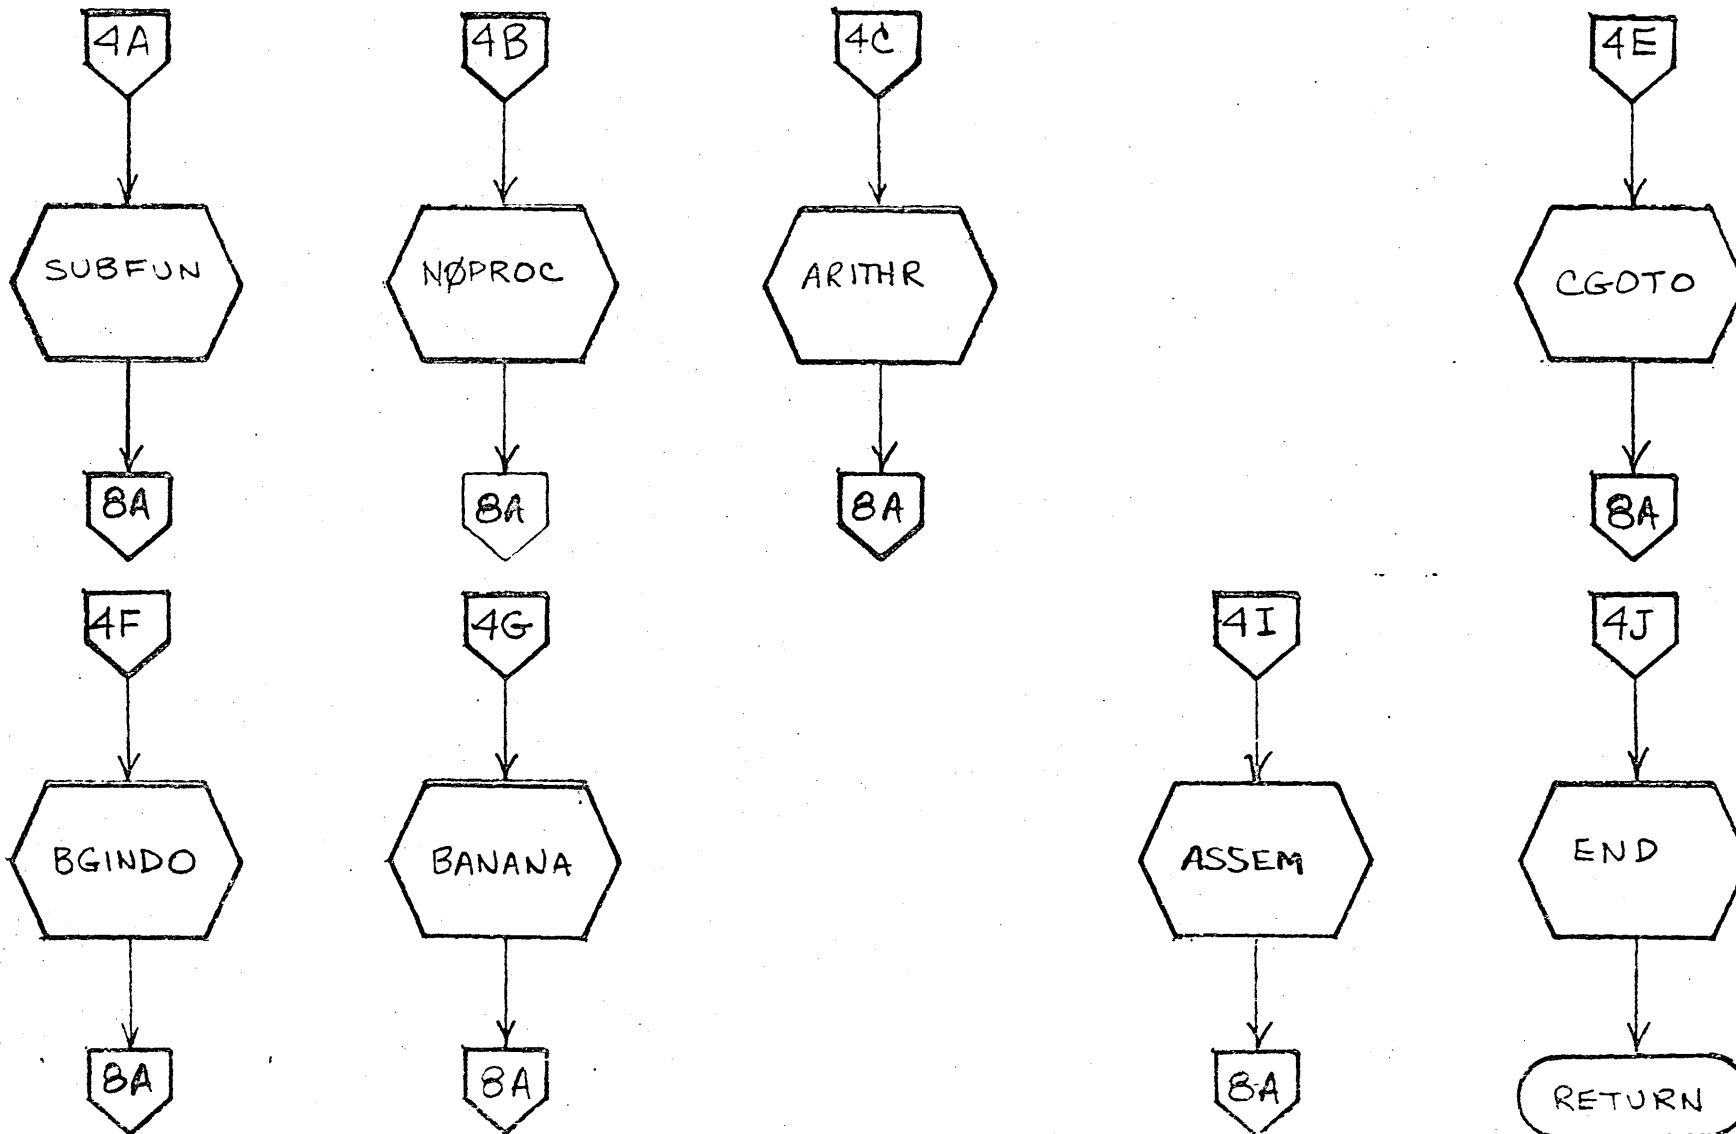 4A
4B
4C
4E
SUBFUN
NØPROC
ARITHR
CGOTO
8A
8A
8A
8A
4F
4G
4I
4J
BGINDO
BANANA
ASSEM
END
8A
8A
8A
RETURN